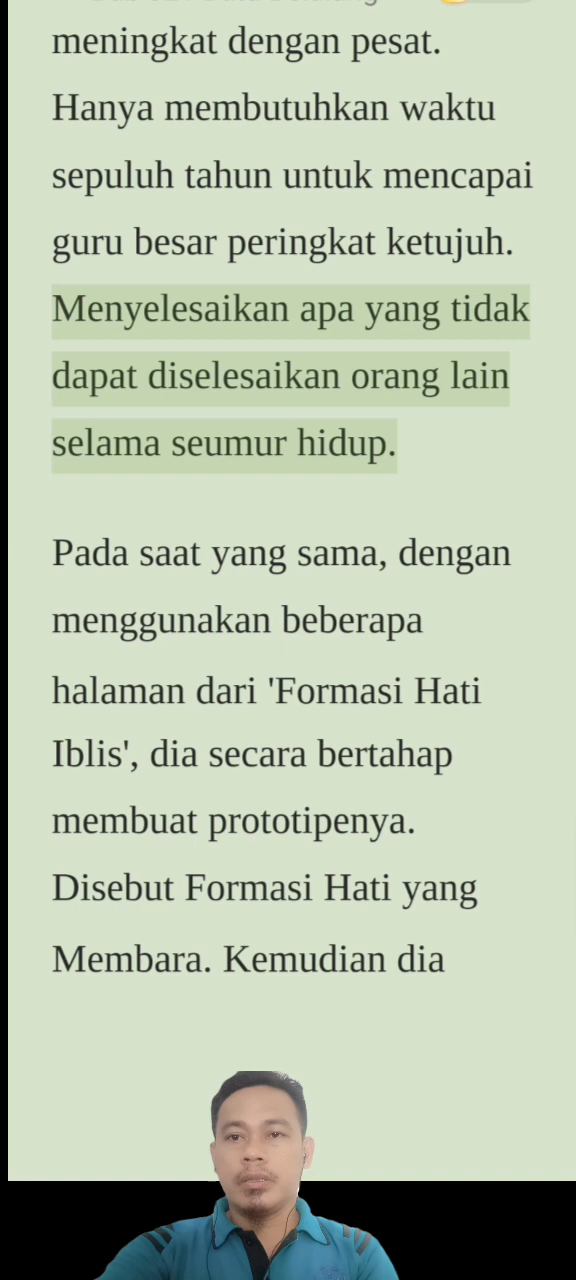 meningkat dengan pesat.
Hanya membutuhkan waktu
sepuluh tahun untuk mencapai
guru besar peringkat ketujuh.
Menyelesaikan apa yang tidak
dapat diselesaikan orang lain
selama seumur hidup.
Pada saat yang sama, dengan
menggunakan beberapa
halaman dari 'Formasi Hati
Iblis', dia secara bertahap
membuat prototipenya.
Disebut Formasi Hati yang
Membara. Kemudian dia